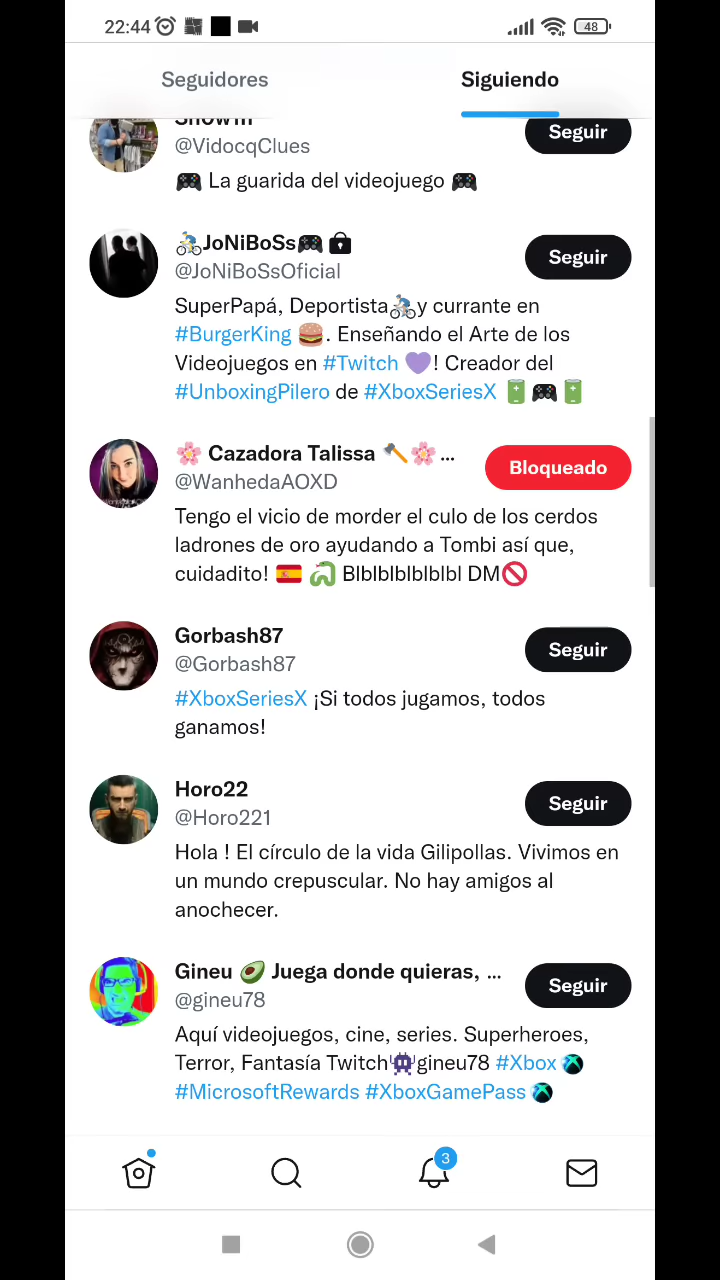 22:44
48
Seguidores
Siguiendo
@VidocqClues
Seguir
🎮 La guarida del videojuego 🎮
🚴JoNiBoSs🎮🔒
Seguir
@JoNiBoSsOficial
SuperPapá, Deportista🚴y currante en
#BurgerKing 🍔. Enseñando el Arte de los
Videojuegos en #Twitch 💜! Creador del
#UnboxingPilero de #XboxSeriesX 🔋🎮🔋
🌸 Cazadora Talissa 🪓🌸...
Bloqueado
@WanhedaAOXD
Tengo el vicio de morder el culo de los cerdos
ladrones de oro ayudando a Tombi así que,
cuidadito! 🇪🇸 🐍 Blblblblblblbl DM🚫
Gorbash87
Seguir
@Gorbash87
#XboxSeriesX ¡Si todos jugamos, todos
ganamos!
Horo22
Seguir
@Horo221
Hola ! El círculo de la vida Gilipollas. Vivimos en
un mundo crepuscular. No hay amigos al
anochecer.
Gineu 🥑 Juega donde quieras, ...
Seguir
@gineu78
Aquí videojuegos, cine, series. Superheroes,
Terror, Fantasía Twitch👾gineu78 #Xbox
#MicrosoftRewards #XboxGamePass
3